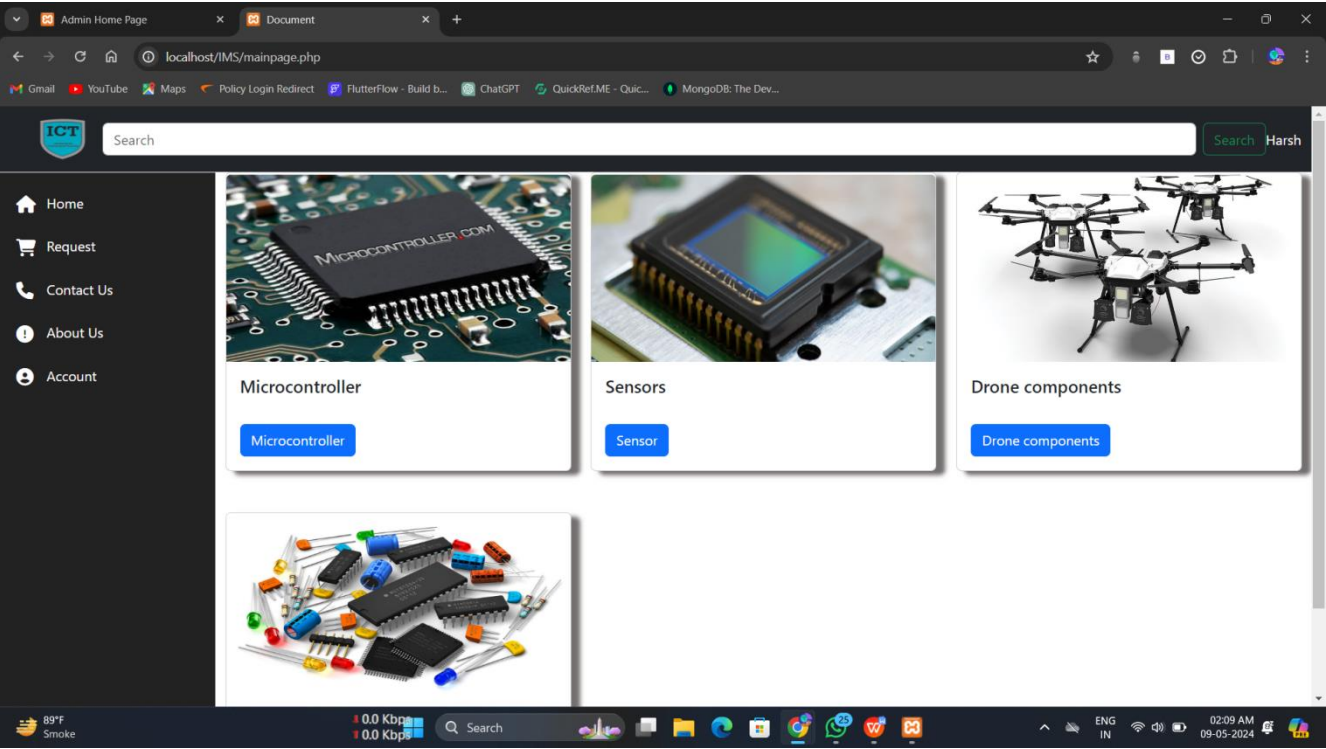 Admin Home Page
Document
localhost/IMS/mainpage.php
B
Gmail YouTube Maps Policy Login Redirect FlutterFlow - Build b... ChatGPT QuickRef.ME - Quic... MongoDB: The Dev...
ICT
Search
Search Harsh
Home
Request
Contact Us
About Us
Account
MICROCONTROLLER.COM
Microcontroller
Sensors
Drone components
Microcontroller
Sensor
Drone components
89°F
Smoke
0.0 Kbps
0.0 Kbps
Search
25
ENG
IN
02:09 AM
09-05-2024